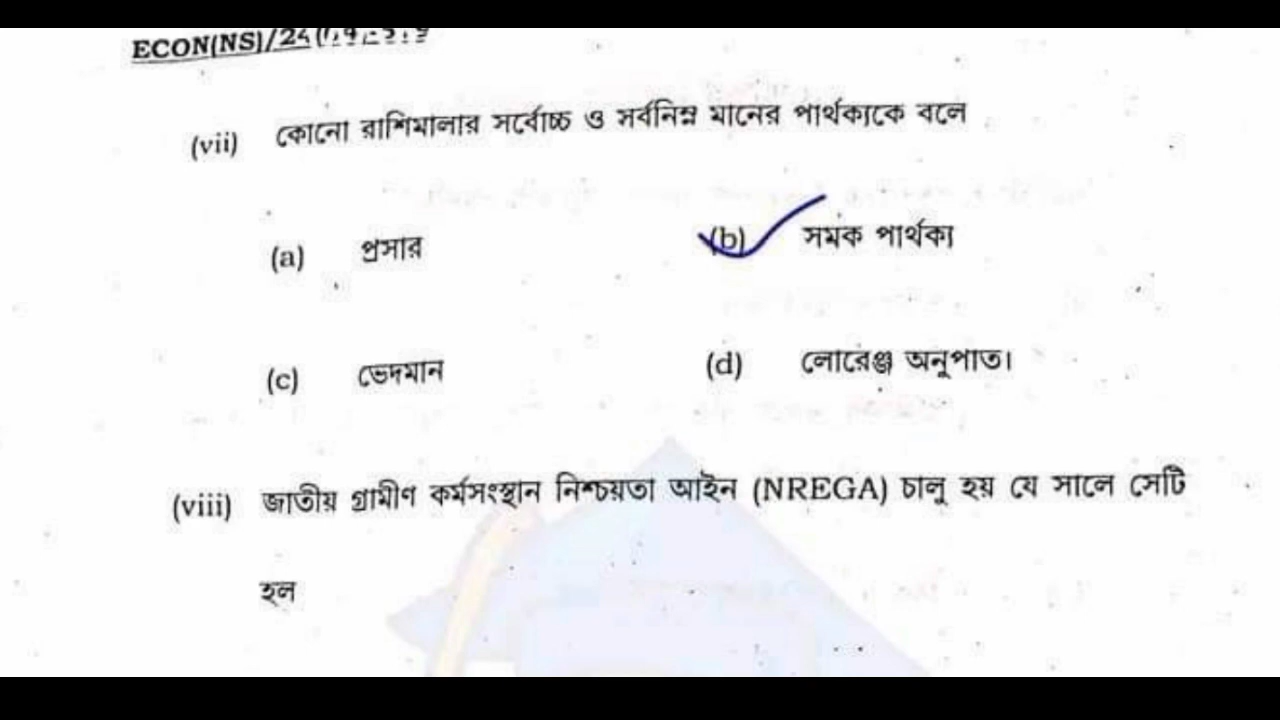 ECON(NS)/24
(vii) কোনো রাশিমালার সর্বোচ্চ ও সর্বনিম্ন মানের পার্থক্যকে বলে
(a) প্রসার (b) সমক পার্থক্য
(c) ভেদমান (d) লোরেঞ্জ অনুপাত।
(viii) জাতীয় গ্রামীণ কর্মসংস্থান নিশ্চয়তা আইন (NREGA) চালু হয় যে সালে সেটি
হল